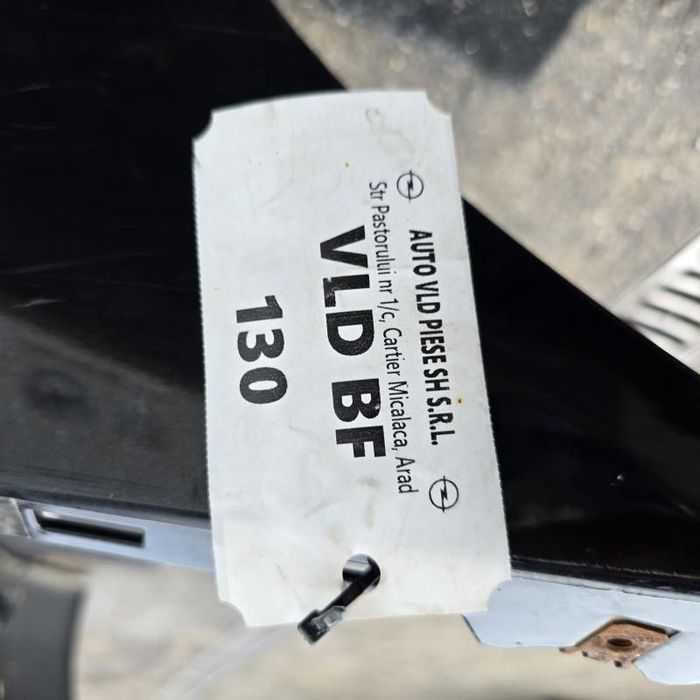 AUTO VLD PIESE SH S.R.L.
Str Pastorului nr 1/c, Cartier Micalaca, Arad
VLD BF
130